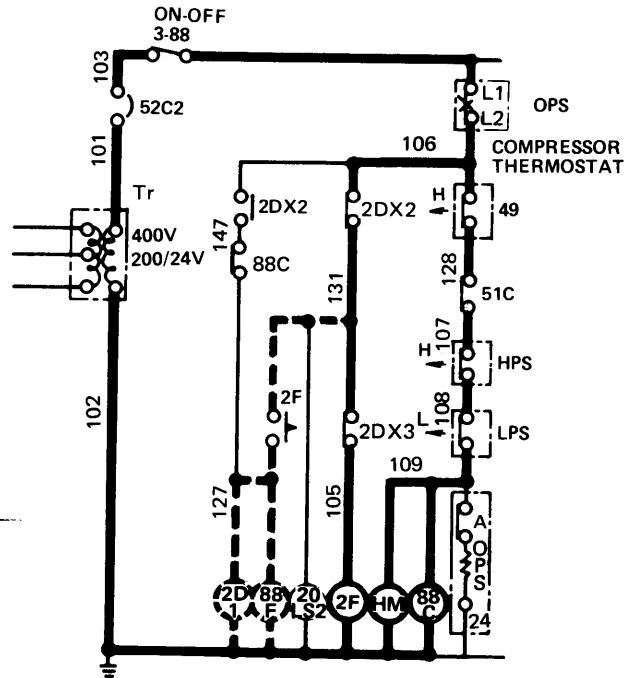 ON-OFF
3-88
103
52C2
101
L1
L2
OPS
106
COMPRESSOR
THERMOSTAT
Tr
400V
200/24V
2DX2
147
88C
2DX2
H
49
128
51C
131
107
H
HPS
2F
2DX3
108
L
LPS
102
127
105
109
A
OPS
24
2D
1
88
F
20
LS2
2F
HM
88
C